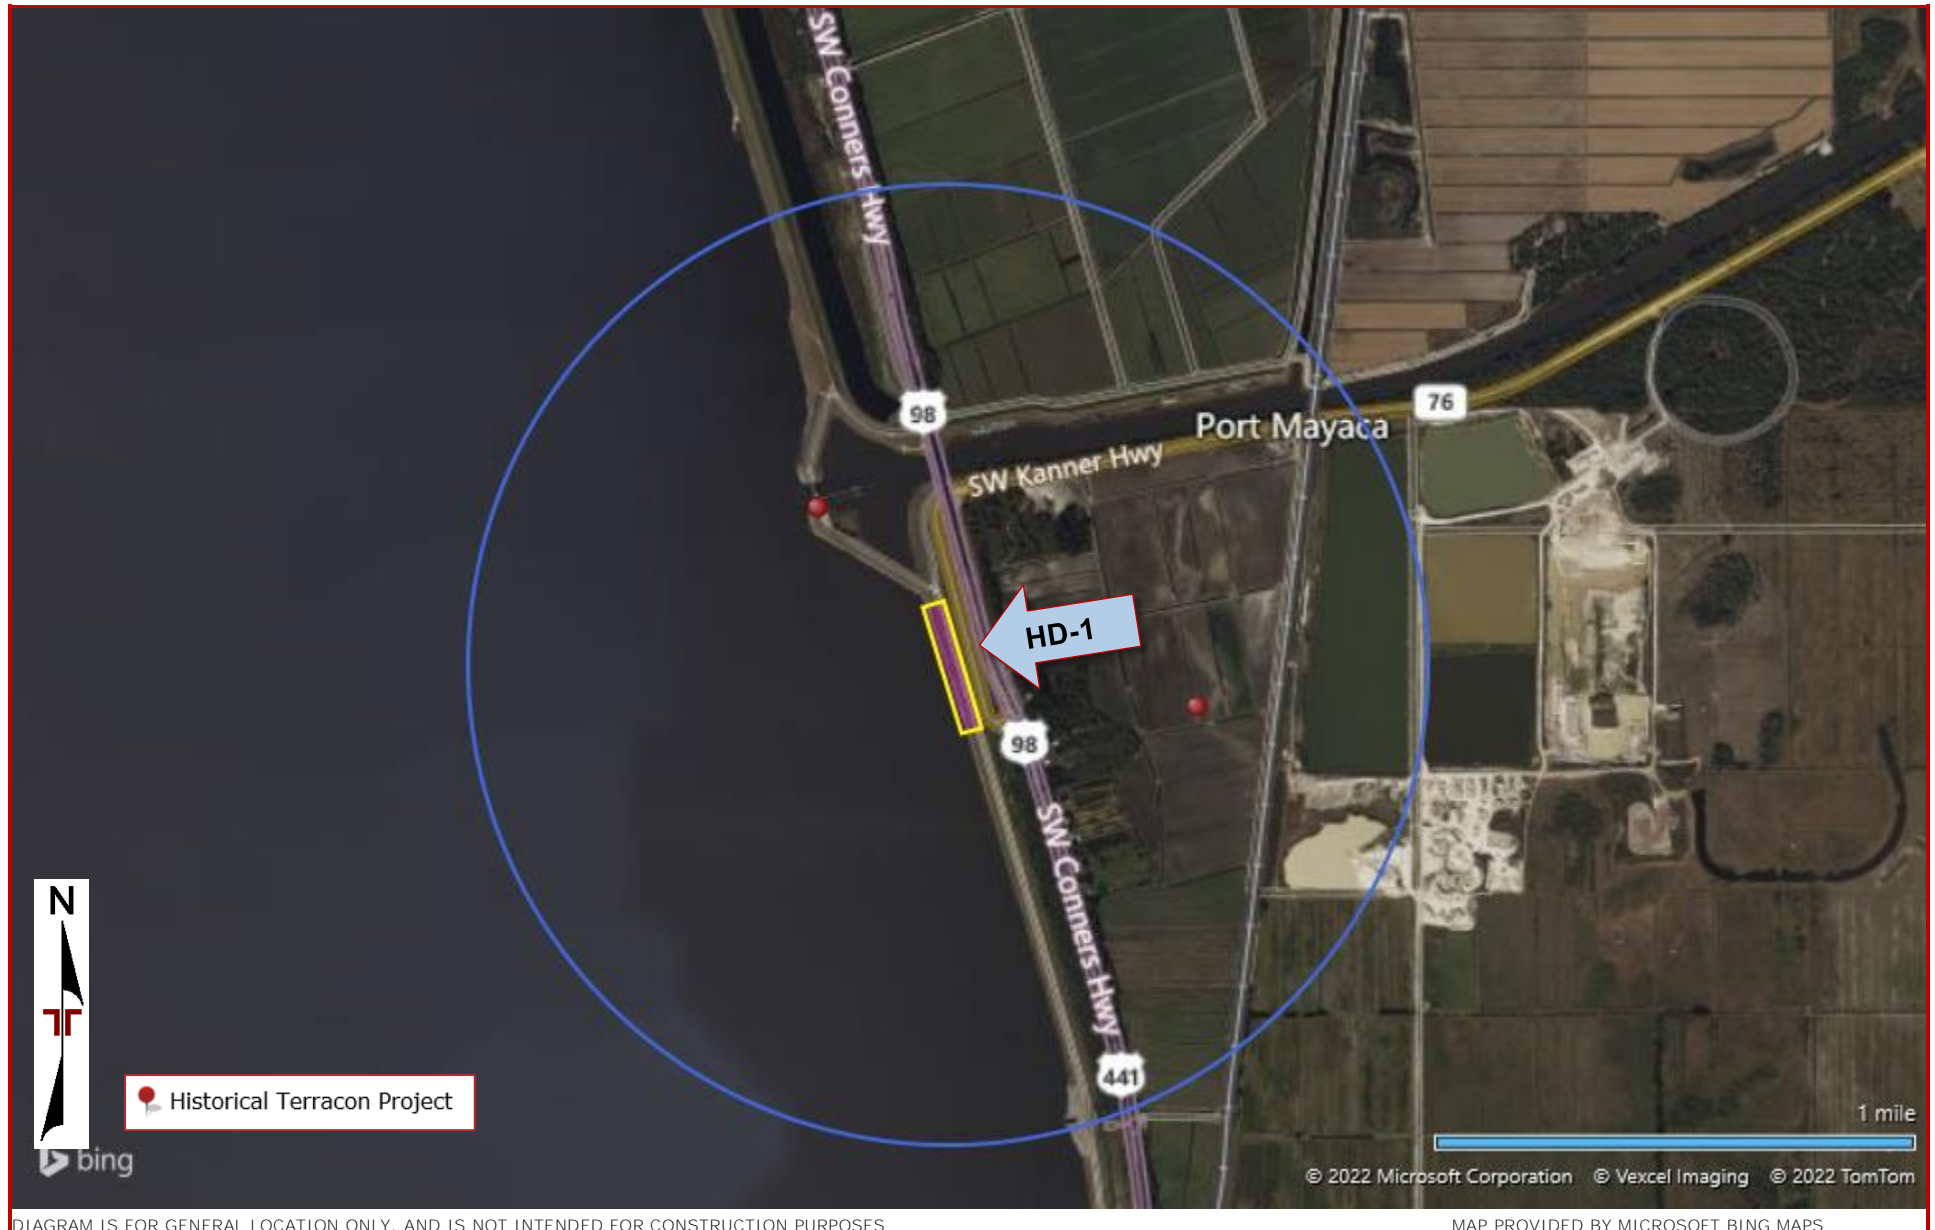 SW Conners Hwy
98
76
Port Mayaca
SW Kanner Hwy
HD-1
98
SW Conners Hwy
441
N
Historical Terracon Project
bing
1 mile
© 2022 Microsoft Corporation © Vexcel Imaging © 2022 TomTom
DIAGRAM IS FOR GENERAL LOCATION ONLY, AND IS NOT INTENDED FOR CONSTRUCTION PURPOSES
MAP PROVIDED BY MICROSOFT BING MAPS